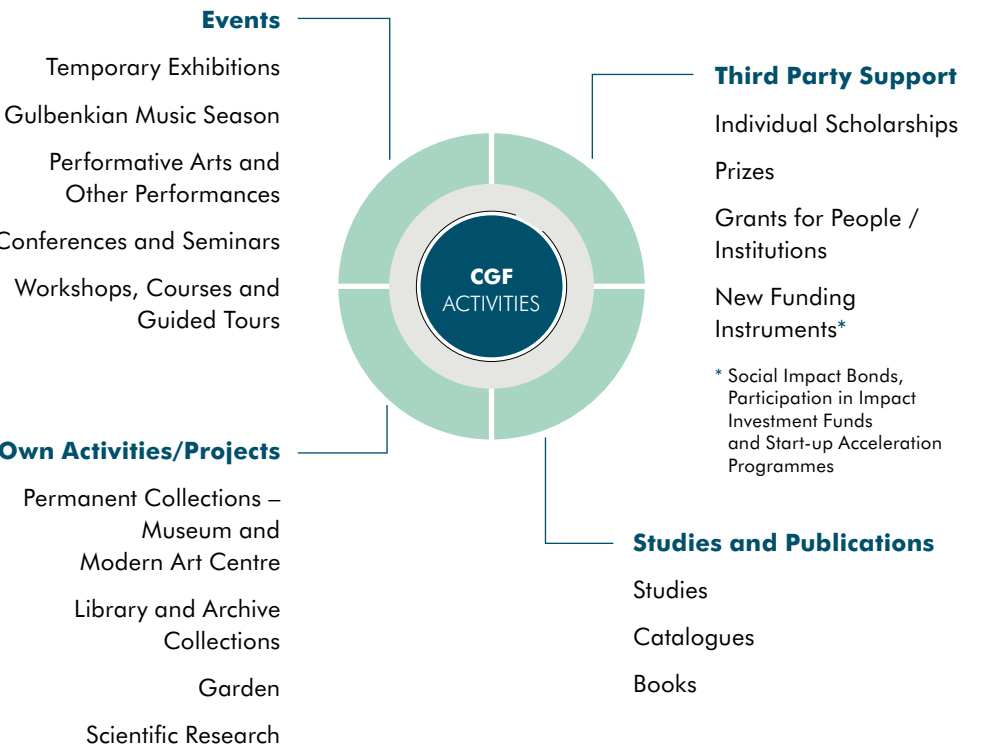 Events
Temporary Exhibitions
Gulbenkian Music Season
Performative Arts and
Other Performances
Conferences and Seminars
Workshops, Courses and
Guided Tours
Third Party Support
Individual Scholarships
Prizes
Grants for People /
Institutions
New Funding
Instruments*
* Social Impact Bonds,
Participation in Impact
Investment Funds
and Start-up Acceleration
Programmes
CGF
ACTIVITIES
Own Activities/Projects
Permanent Collections –
Museum and
Modern Art Centre
Library and Archive
Collections
Garden
Scientific Research
Studies and Publications
Studies
Catalogues
Books